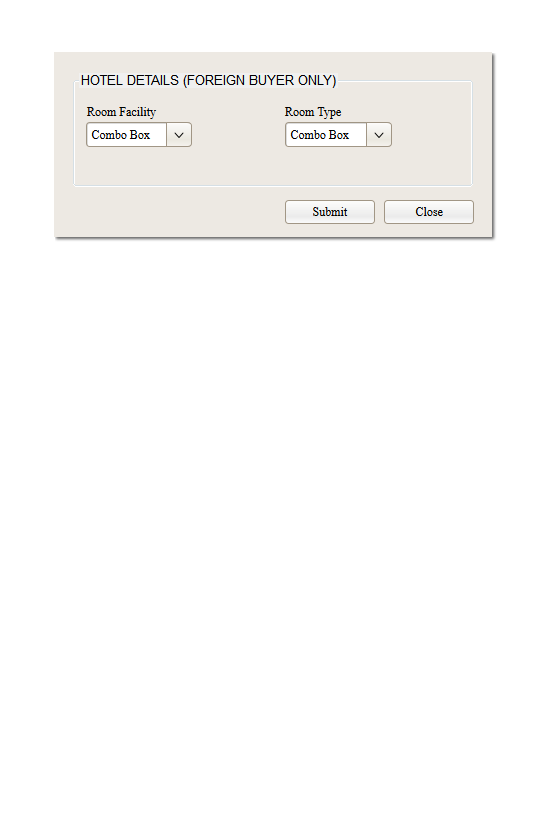 HOTEL DETAILS (FOREIGN BUYER ONLY)
Room Facility Room Type
Combo Box Combo Box
Submit Close